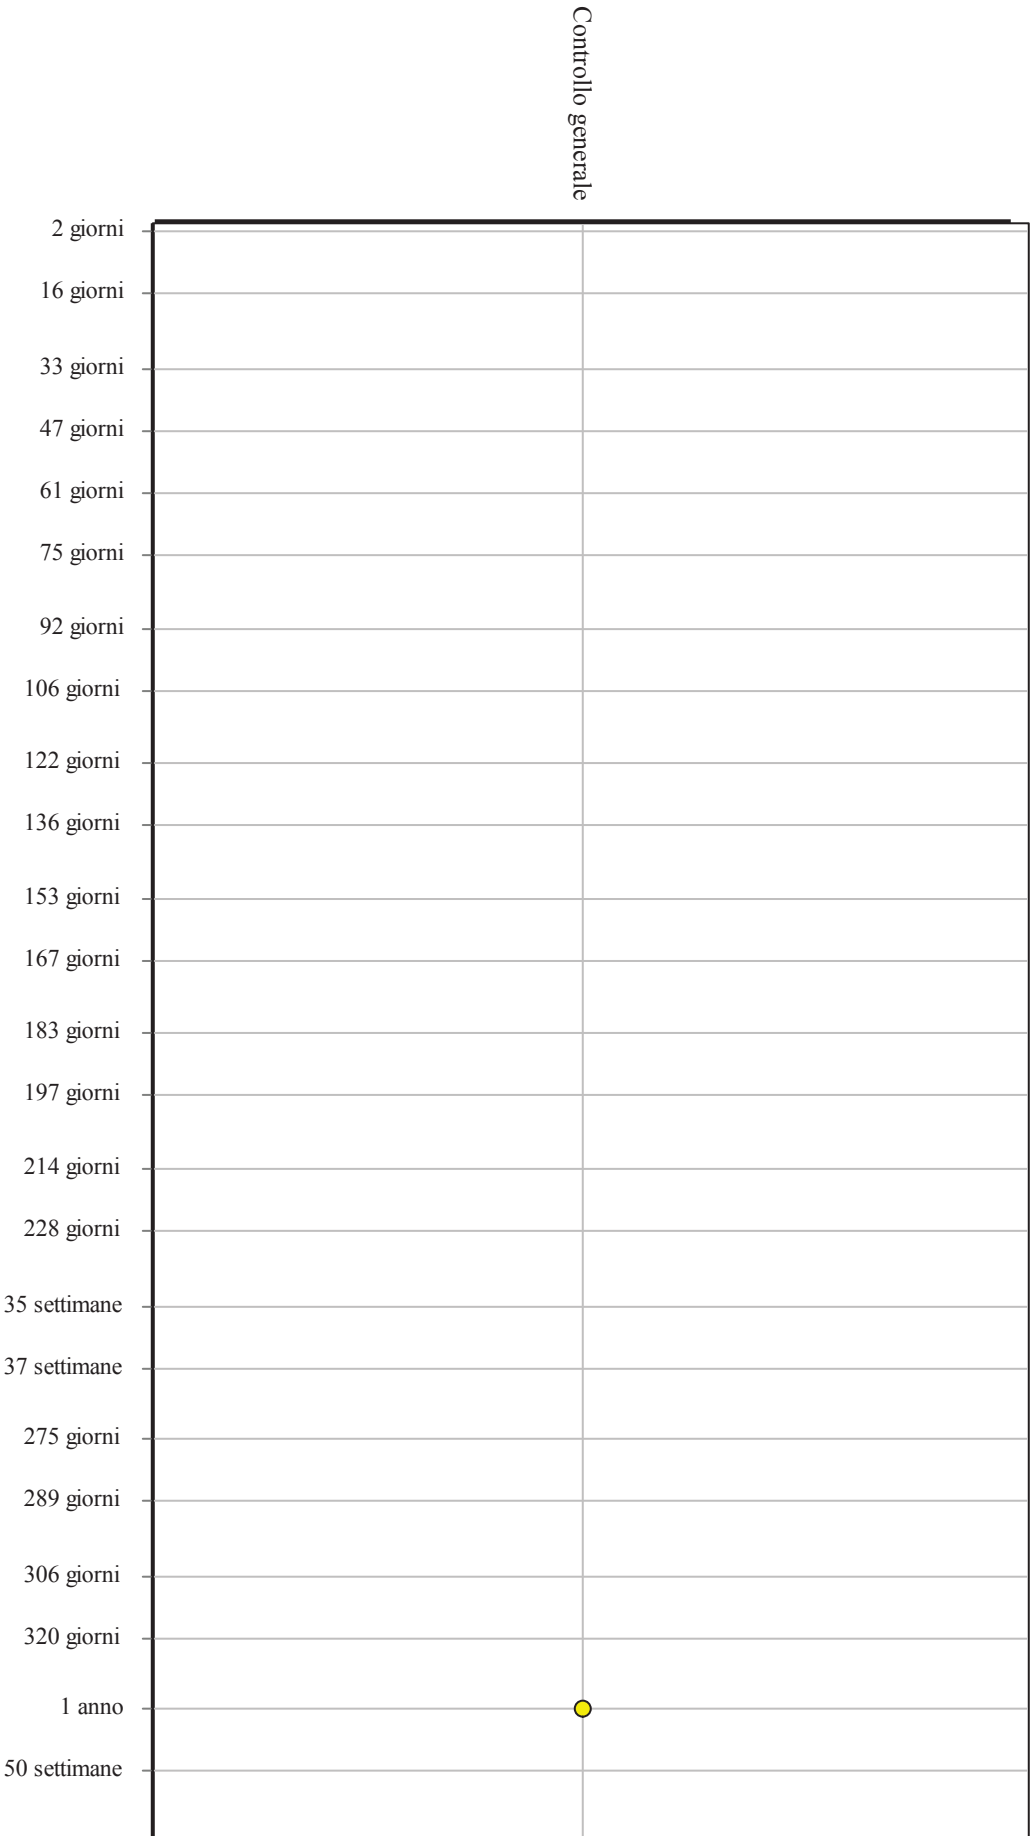 Controllo generale
2 giorni
16 giorni
33 giorni
47 giorni
61 giorni
75 giorni
92 giorni
106 giorni
122 giorni
136 giorni
153 giorni
167 giorni
183 giorni
197 giorni
214 giorni
228 giorni
35 settimane
37 settimane
275 giorni
289 giorni
306 giorni
320 giorni
1 anno
50 settimane